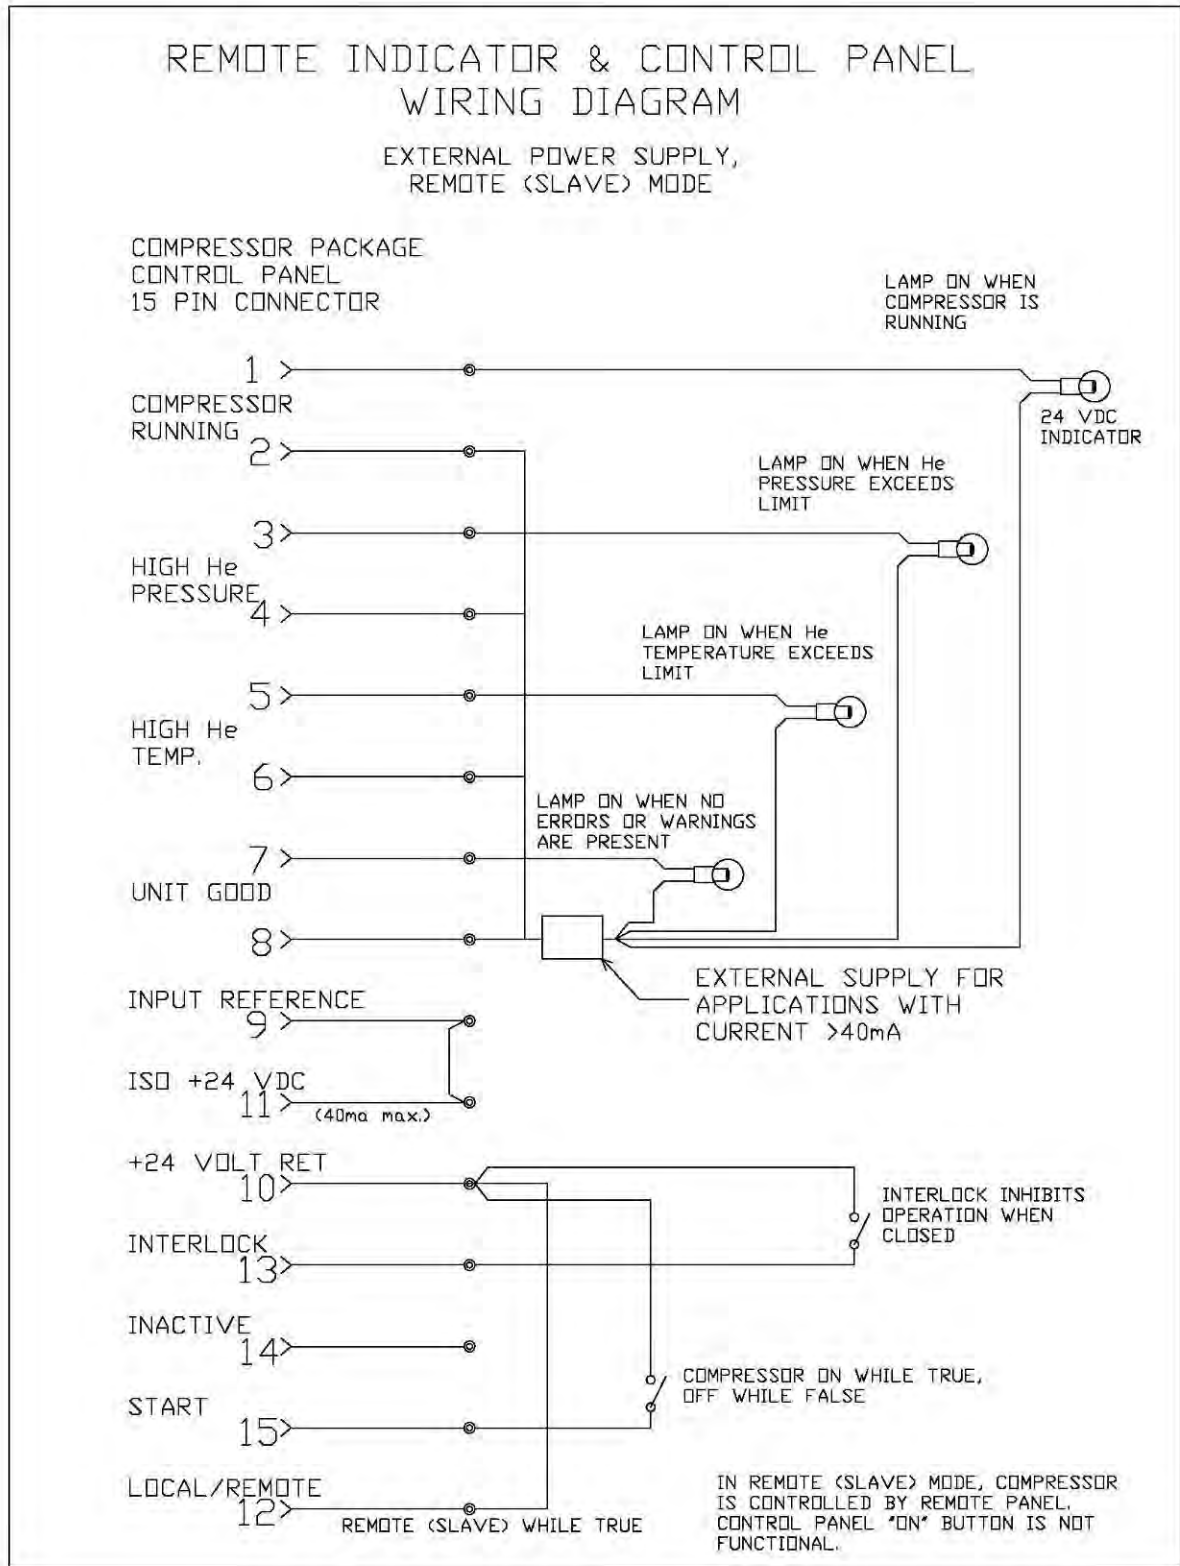 REMOTE INDICATOR & CONTROL PANEL
WIRING DIAGRAM
EXTERNAL POWER SUPPLY,
REMOTE (SLAVE) MODE
COMPRESSOR PACKAGE
CONTROL PANEL
15 PIN CONNECTOR
LAMP ON WHEN
COMPRESSOR IS
RUNNING
1
COMPRESSOR
RUNNING
2
24 VDC
INDICATOR
LAMP ON WHEN He
PRESSURE EXCEEDS
LIMIT
3
HIGH He
PRESSURE
4
LAMP ON WHEN He
TEMPERATURE EXCEEDS
LIMIT
5
HIGH He
TEMP.
6
LAMP ON WHEN NO
ERRORS OR WARNINGS
ARE PRESENT
7
UNIT GOOD
8
EXTERNAL SUPPLY FOR
APPLICATIONS WITH
CURRENT >40mA
INPUT REFERENCE
9
ISO +24 VDC
11
(40ma max.)
+24 VOLT RET
10
INTERLOCK INHIBITS
OPERATION WHEN
CLOSED
INTERLOCK
13
INACTIVE
14
COMPRESSOR ON WHILE TRUE,
OFF WHILE FALSE
START
15
LOCAL/REMOTE
12
REMOTE (SLAVE) WHILE TRUE
IN REMOTE (SLAVE) MODE, COMPRESSOR
IS CONTROLLED BY REMOTE PANEL.
CONTROL PANEL "ON" BUTTON IS NOT
FUNCTIONAL.